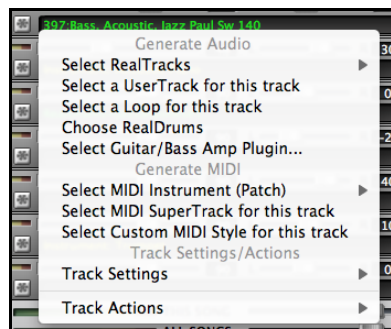 397:Bass, Acoustic, Jazz Paul Sw 140
Generate Audio
Select RealTracks
Select a UserTrack for this track
Select a Loop for this track
Choose RealDrums
Select Guitar/Bass Amp Plugin...
Generate MIDI
Select MIDI Instrument (Patch)
Select MIDI SuperTrack for this track
Select Custom MIDI Style for this track
Track Settings/Actions
Track Settings
Track Actions